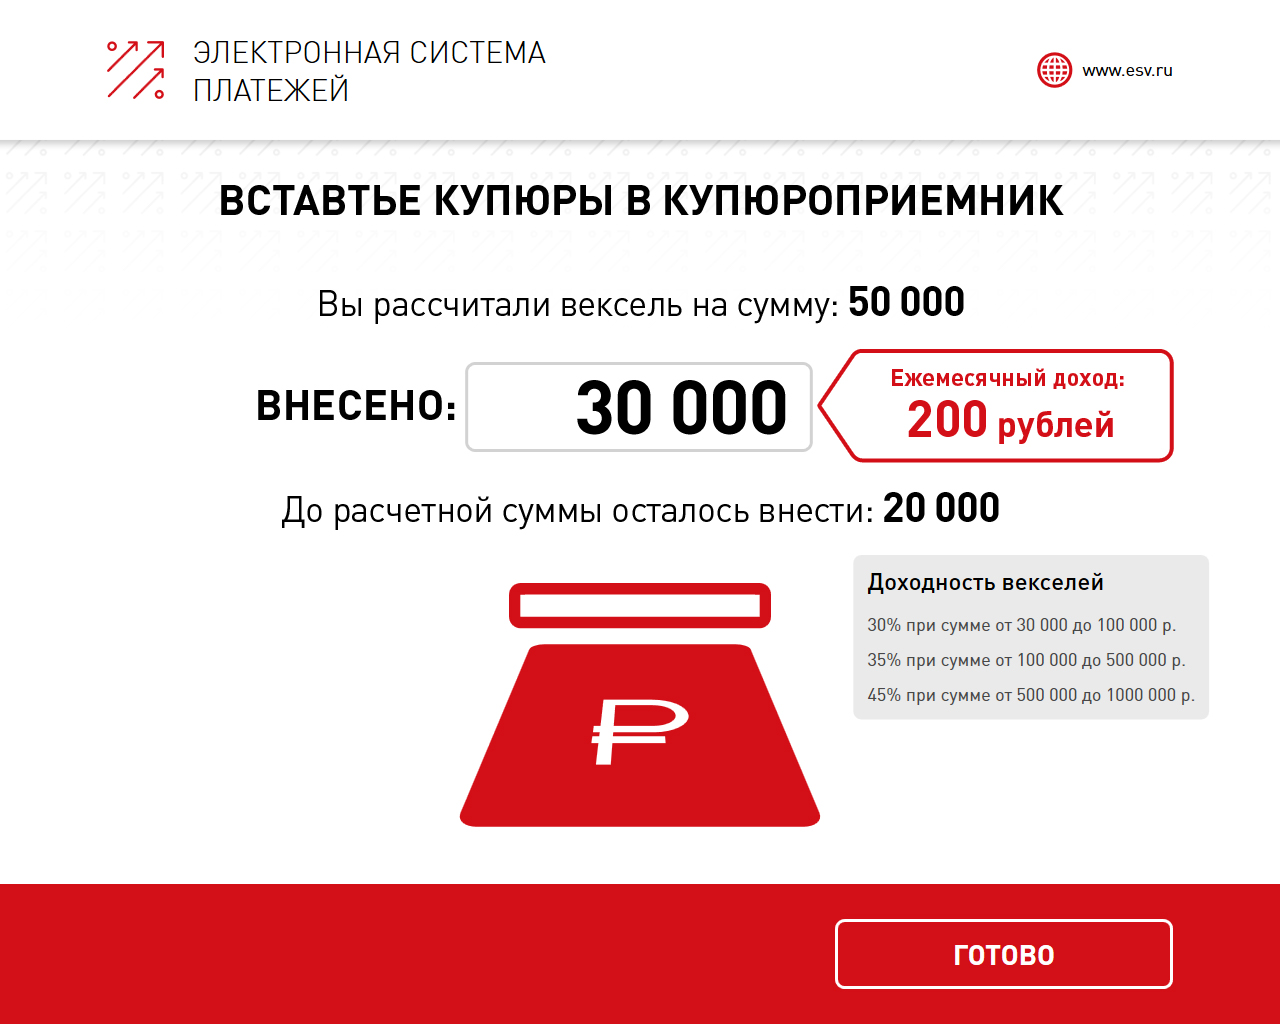 ЭЛЕКТРОННАЯ СИСТЕМА
ПЛАТЕЖЕЙ
www.esv.ru
ВСТАВТЬЕ КУПЮРЫ В КУПЮРОПРИЕМНИК
Вы рассчитали вексель на сумму: 50 000
ВНЕСЕНО: 30 000
Ежемесячный доход:
200 рублей
До расчетной суммы осталось внести: 20 000
Доходность векселей
30% при сумме от 30 000 до 100 000 р.
35% при сумме от 100 000 до 500 000 р.
45% при сумме от 500 000 до 1000 000 р.
ГОТОВО